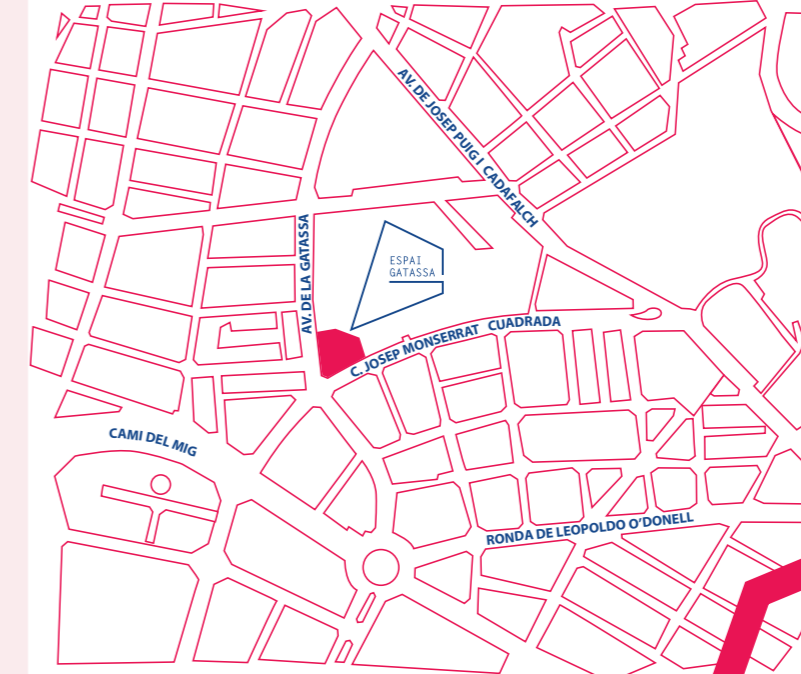 AV. DE JOSEP PUIG I CADAFALCH
ESPAI
GATASSA
AV. DE LA GATASSA
C. JOSEP MONSERRAT CUADRADA
CAMI DEL MIG
RONDA DE LEOPOLDO O'DONELL